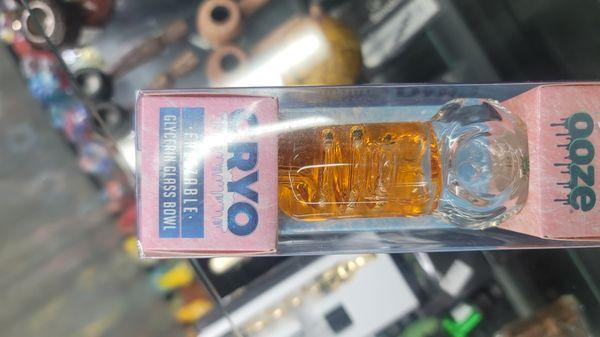 ooze
CRYO
·FREEZABLE·
GLYCERIN GLASS BOWL